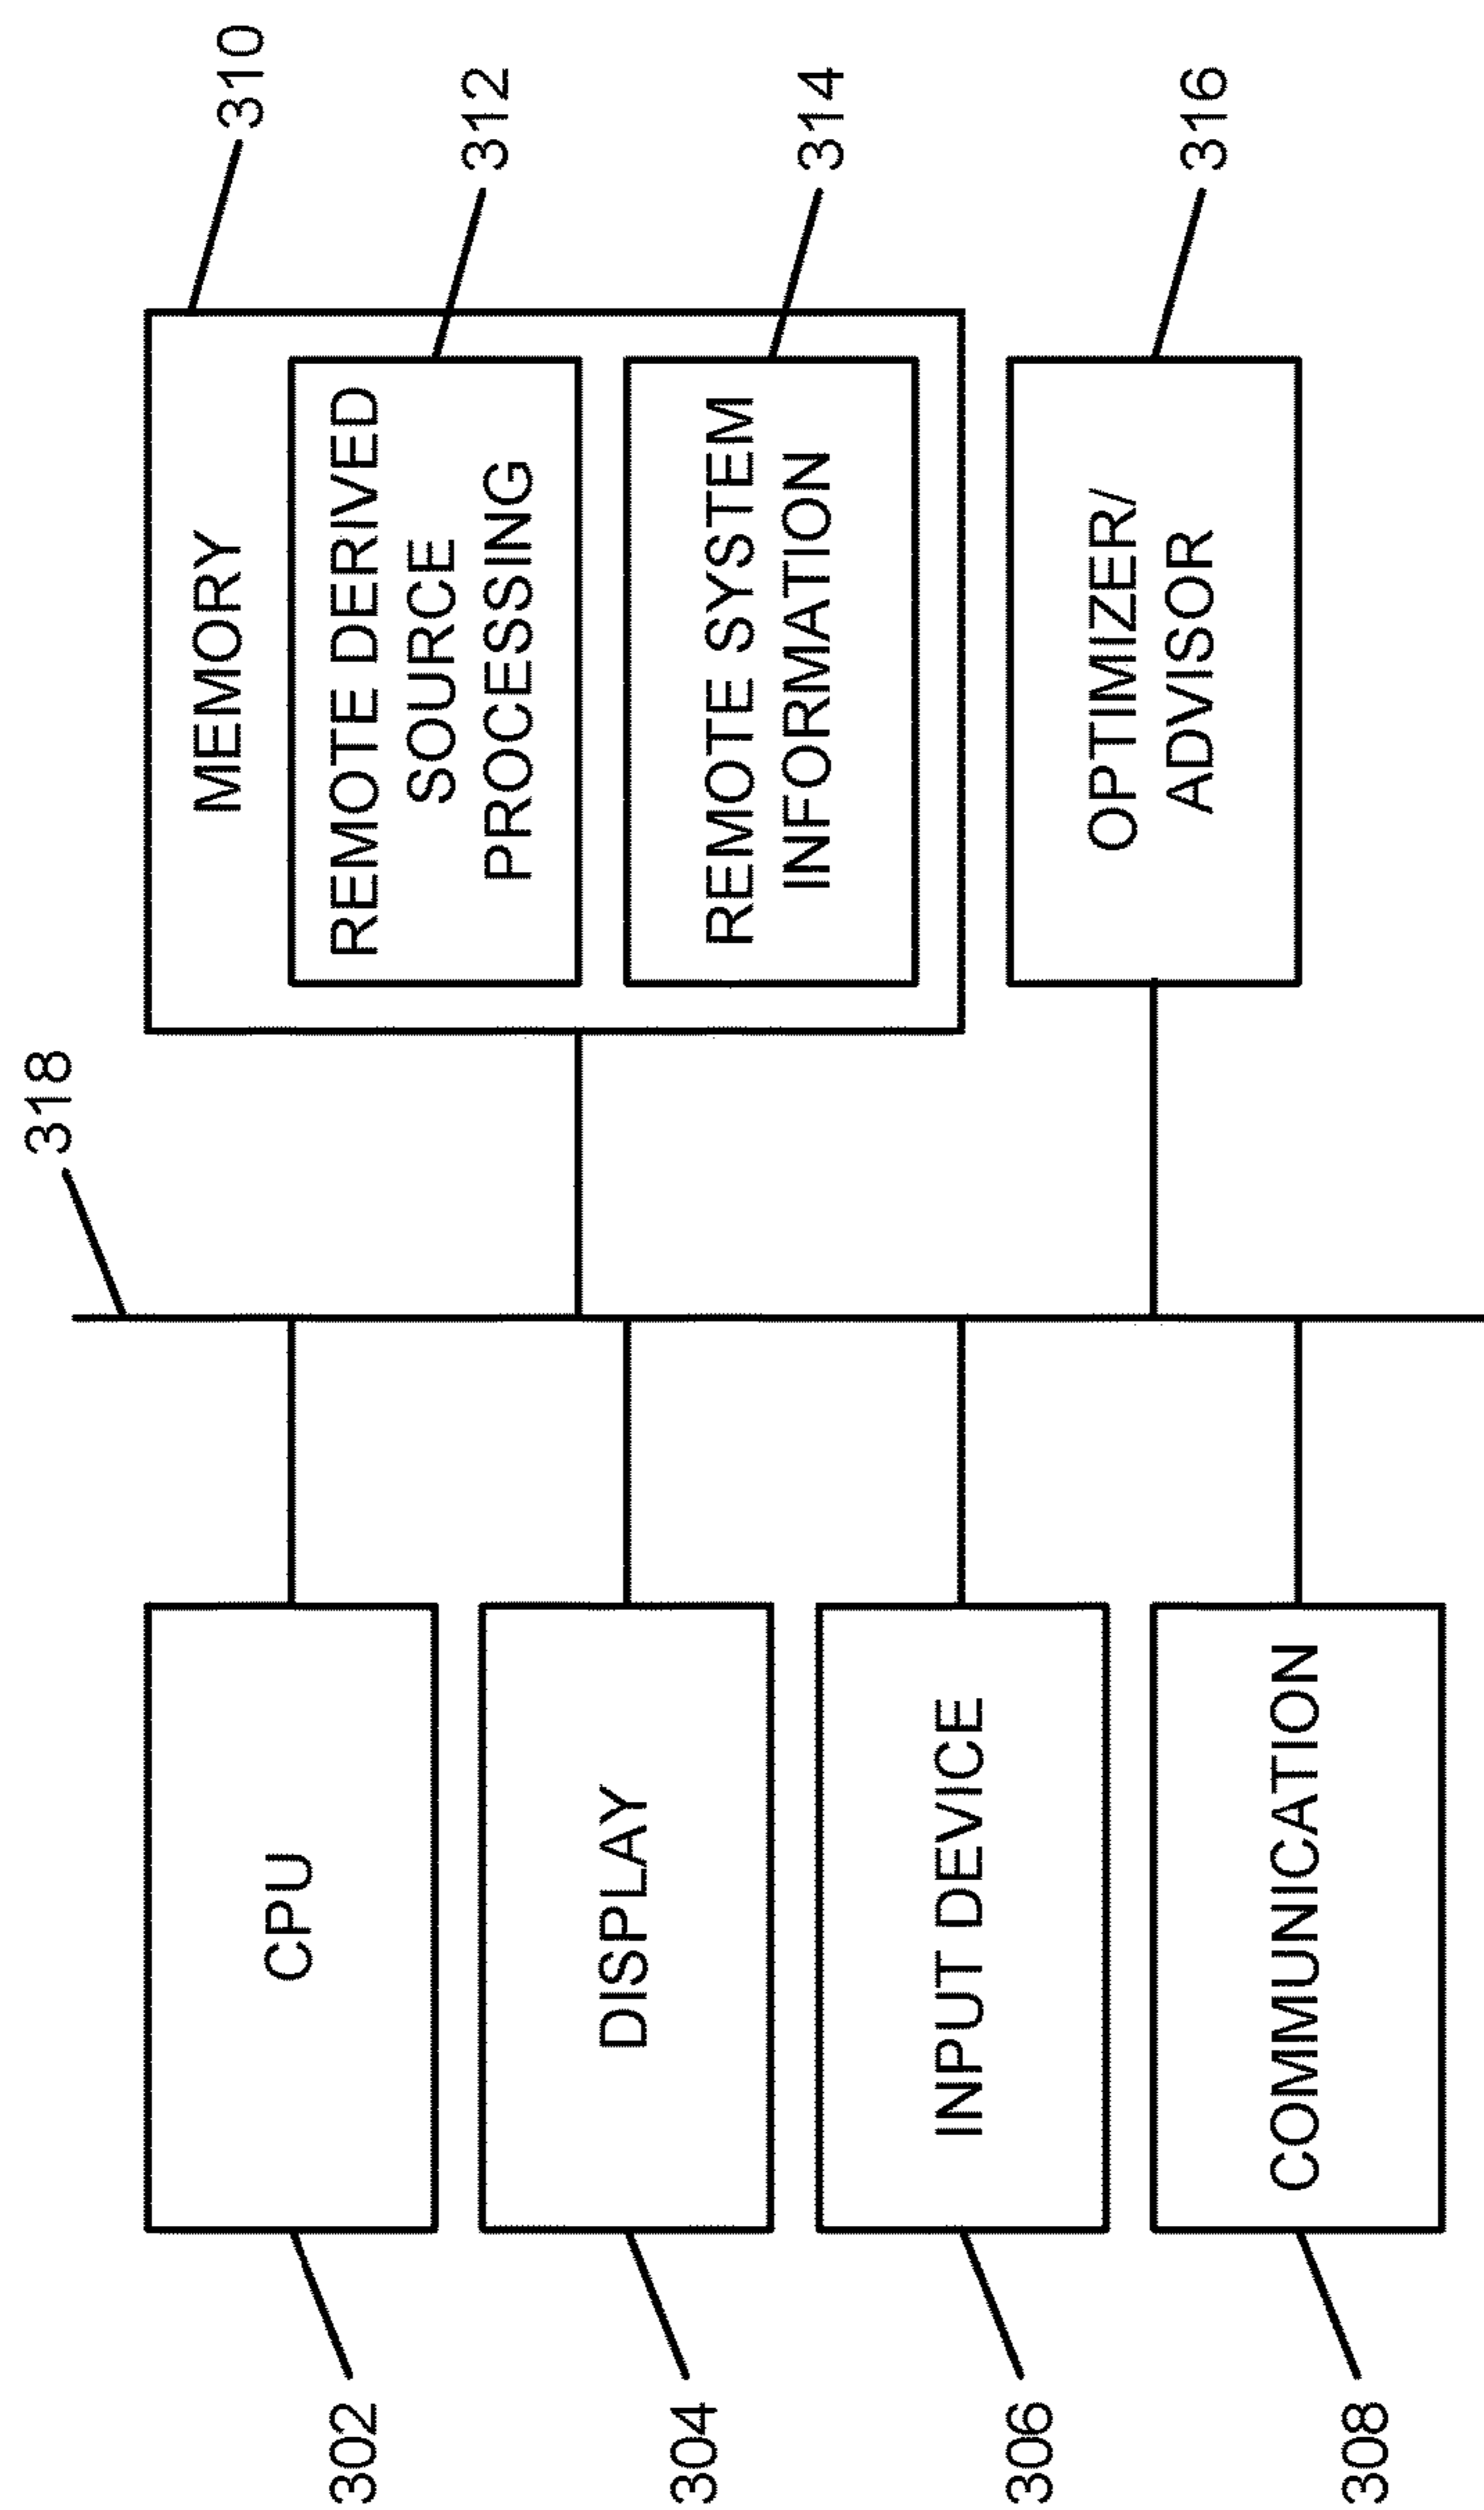 318
302
CPU
304
DISPLAY
306
INPUT DEVICE
308
COMMUNICATION
MEMORY
310
REMOTE DERIVED
SOURCE
PROCESSING
312
REMOTE SYSTEM
INFORMATION
314
OPTIMIZER/
ADVISOR
316